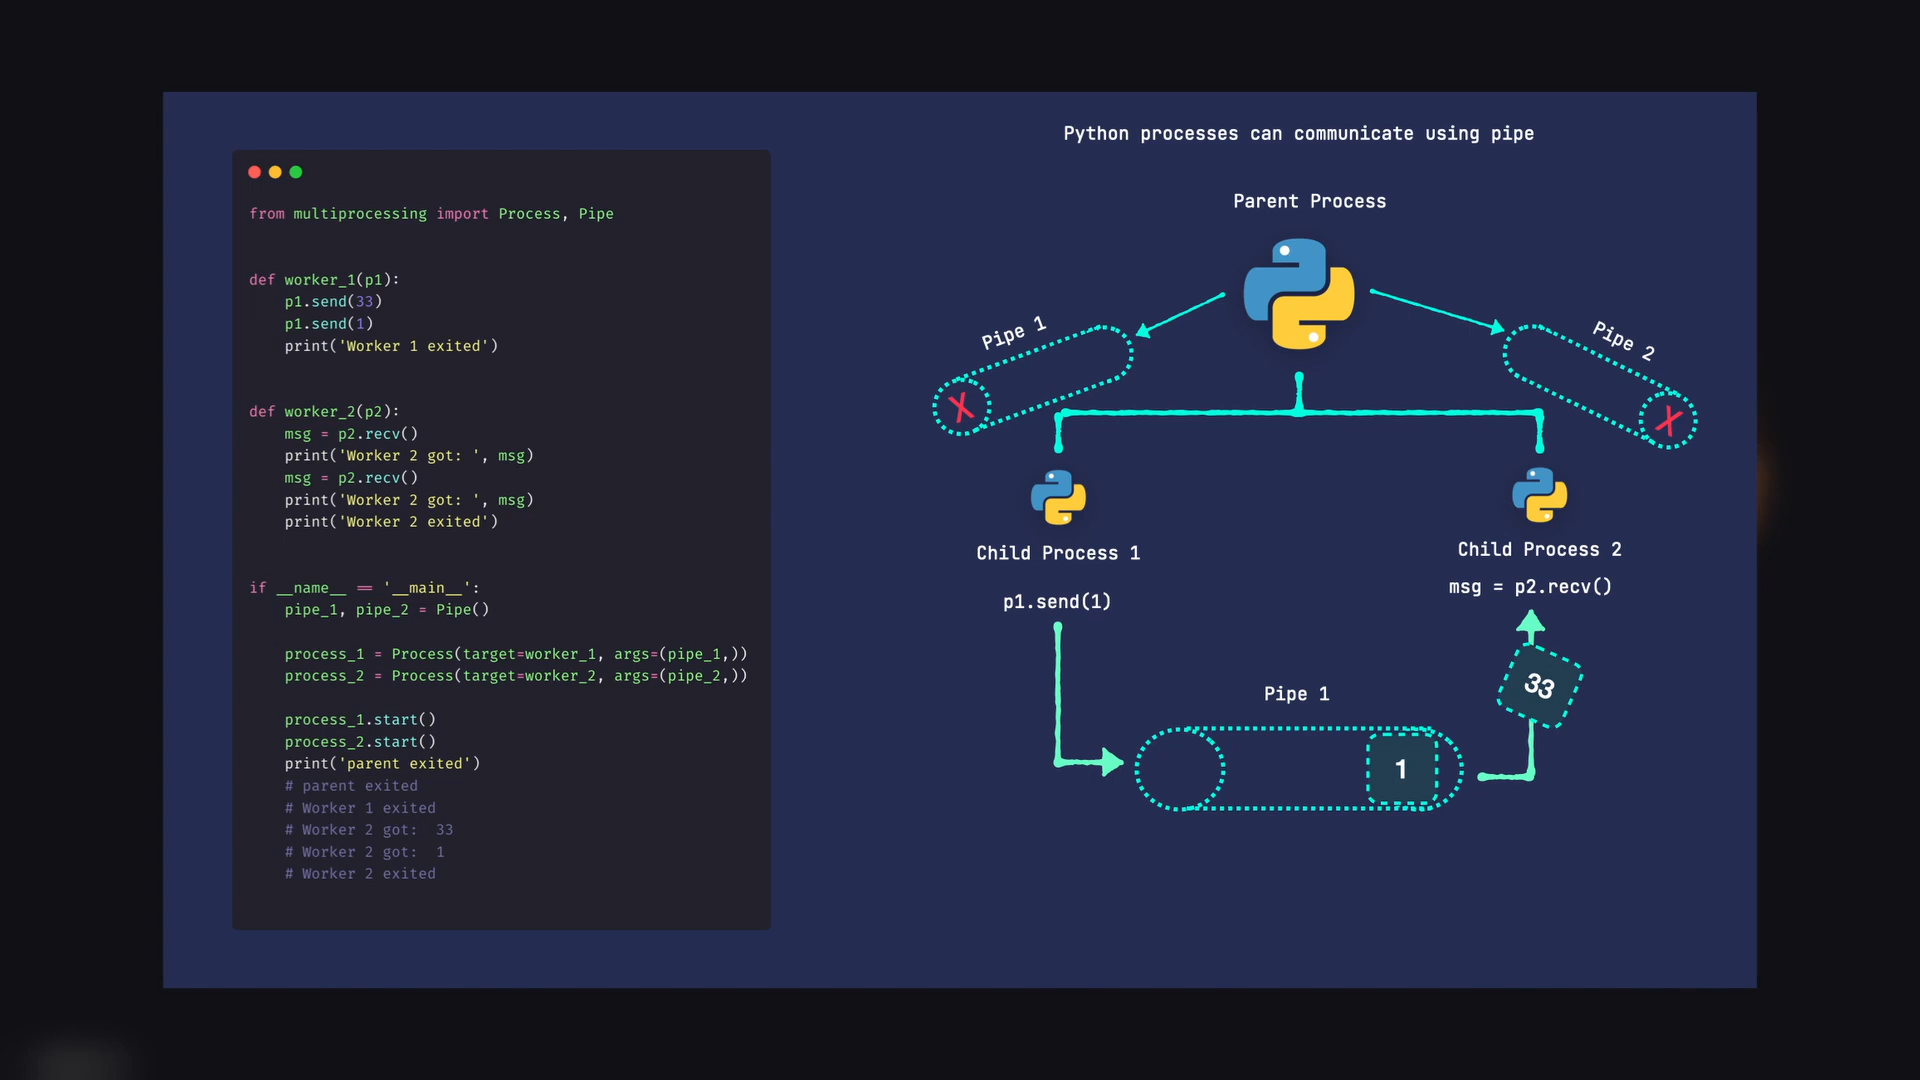 from multiprocessing import Process, Pipe
def worker_1(p1):
    p1.send(33)
    p1.send(1)
    print('Worker 1 exited')
def worker_2(p2):
    msg = p2.recv()
    print('Worker 2 got: ', msg)
    msg = p2.recv()
    print('Worker 2 got: ', msg)
    print('Worker 2 exited')
if __name__ == '__main__':
    pipe_1, pipe_2 = Pipe()
    process_1 = Process(target=worker_1, args=(pipe_1,))
    process_2 = Process(target=worker_2, args=(pipe_2,))
    process_1.start()
    process_2.start()
    print('parent exited')
    # parent exited
    # Worker 1 exited
    # Worker 2 got:  33
    # Worker 2 got:  1
    # Worker 2 exited
Python processes can communicate using pipe
Parent Process
Pipe 1
Pipe 2
X
X
Child Process 1
Child Process 2
p1.send(1)
msg = p2.recv()
33
Pipe 1
1